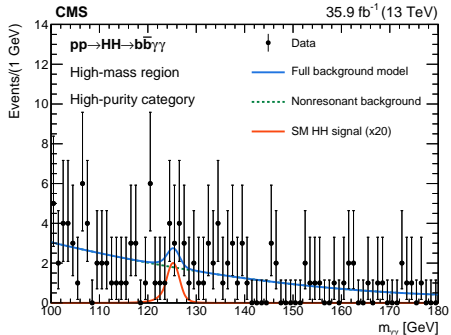 CMS 35.9 fb⁻¹ (13 TeV)
pp→HH→bb̅γγ
High-mass region
High-purity category
Data
Full background model
Nonresonant background
SM HH signal (x20)
Events/(1 GeV)
14
12
10
8
6
4
2
0
100 110 120 130 140 150 160 170 180
mγγ [GeV]